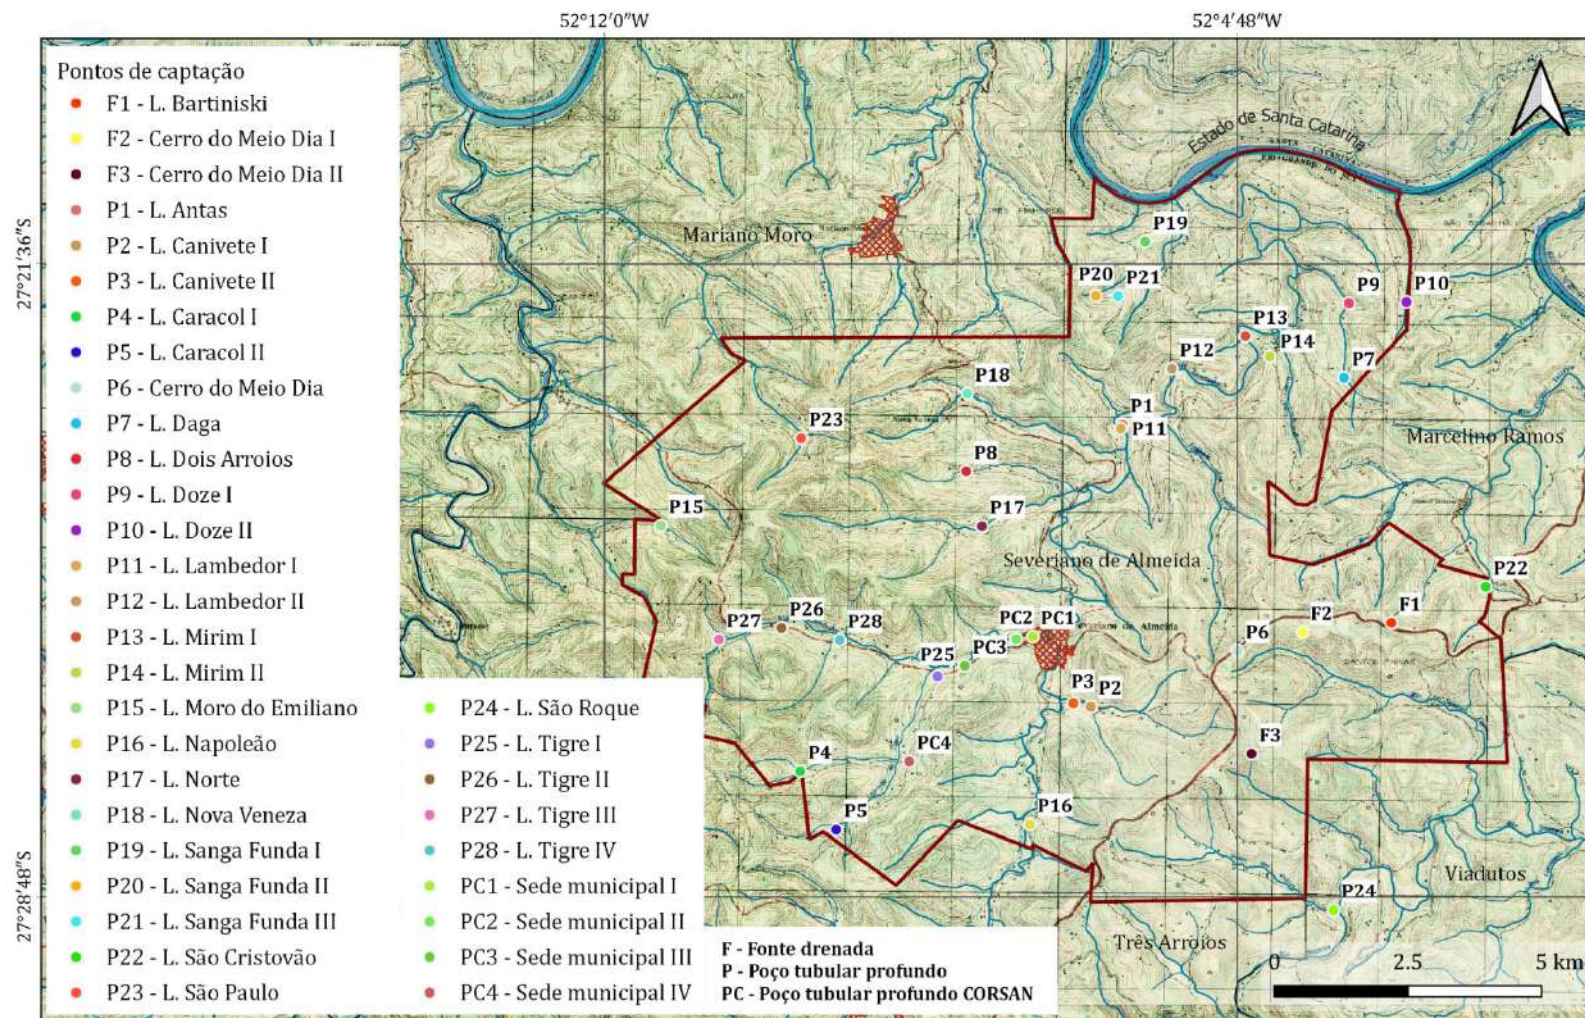 52°12′0″W
52°4′48″W
27°21′36″S
27°28′48″S
Pontos de captação
F1 - L. Bartiniski
F2 - Cerro do Meio Dia I
F3 - Cerro do Meio Dia II
P1 - L. Antas
P2 - L. Canivete I
P3 - L. Canivete II
P4 - L. Caracol I
P5 - L. Caracol II
P6 - Cerro do Meio Dia
P7 - L. Daga
P8 - L. Dois Arroios
P9 - L. Doze I
P10 - L. Doze II
P11 - L. Lambedor I
P12 - L. Lambedor II
P13 - L. Mirim I
P14 - L. Mirim II
P15 - L. Moro do Emiliano
P16 - L. Napoleão
P17 - L. Norte
P18 - L. Nova Veneza
P19 - L. Sanga Funda I
P20 - L. Sanga Funda II
P21 - L. Sanga Funda III
P22 - L. São Cristovão
P23 - L. São Paulo
P24 - L. São Roque
P25 - L. Tigre I
P26 - L. Tigre II
P27 - L. Tigre III
P28 - L. Tigre IV
PC1 - Sede municipal I
PC2 - Sede municipal II
PC3 - Sede municipal III
PC4 - Sede municipal IV
F - Fonte drenada
P - Poço tubular profundo
PC - Poço tubular profundo CORSAN
Estado de Santa Catarina
Mariano Moro
P19
P20
P21
P9
P10
P13
P14
P12
P7
P18
P1
P11
P23
Marcelino Ramos
P8
P15
P17
Severiano de Almeida
P22
F1
F2
P6
P27
P26
P28
PC2
PC1
P25
PC3
P3
P2
F3
PC4
P4
P5
P16
Viadutos
P24
Três Arroios
0 2.5 5 km